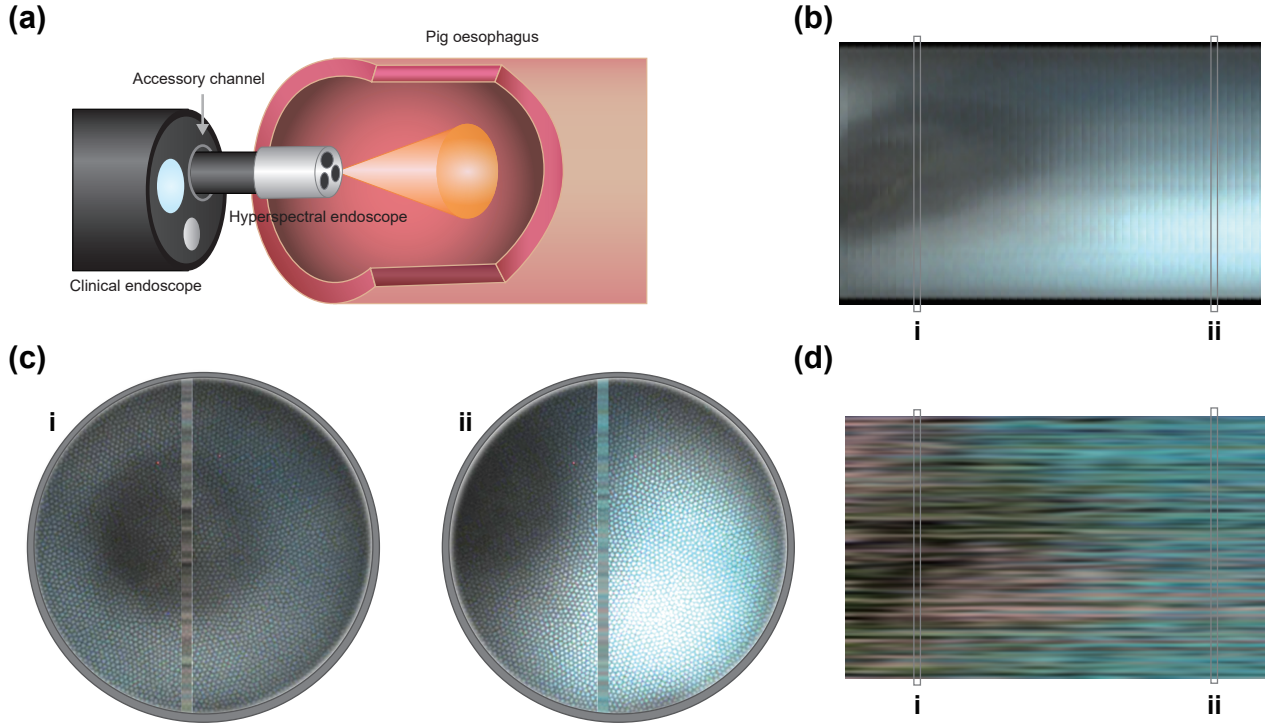 (a)
Pig oesophagus
Accessory channel
Hyperspectral endoscope
Clinical endoscope
(b)
i
ii
(c)
i
ii
(d)
i
ii